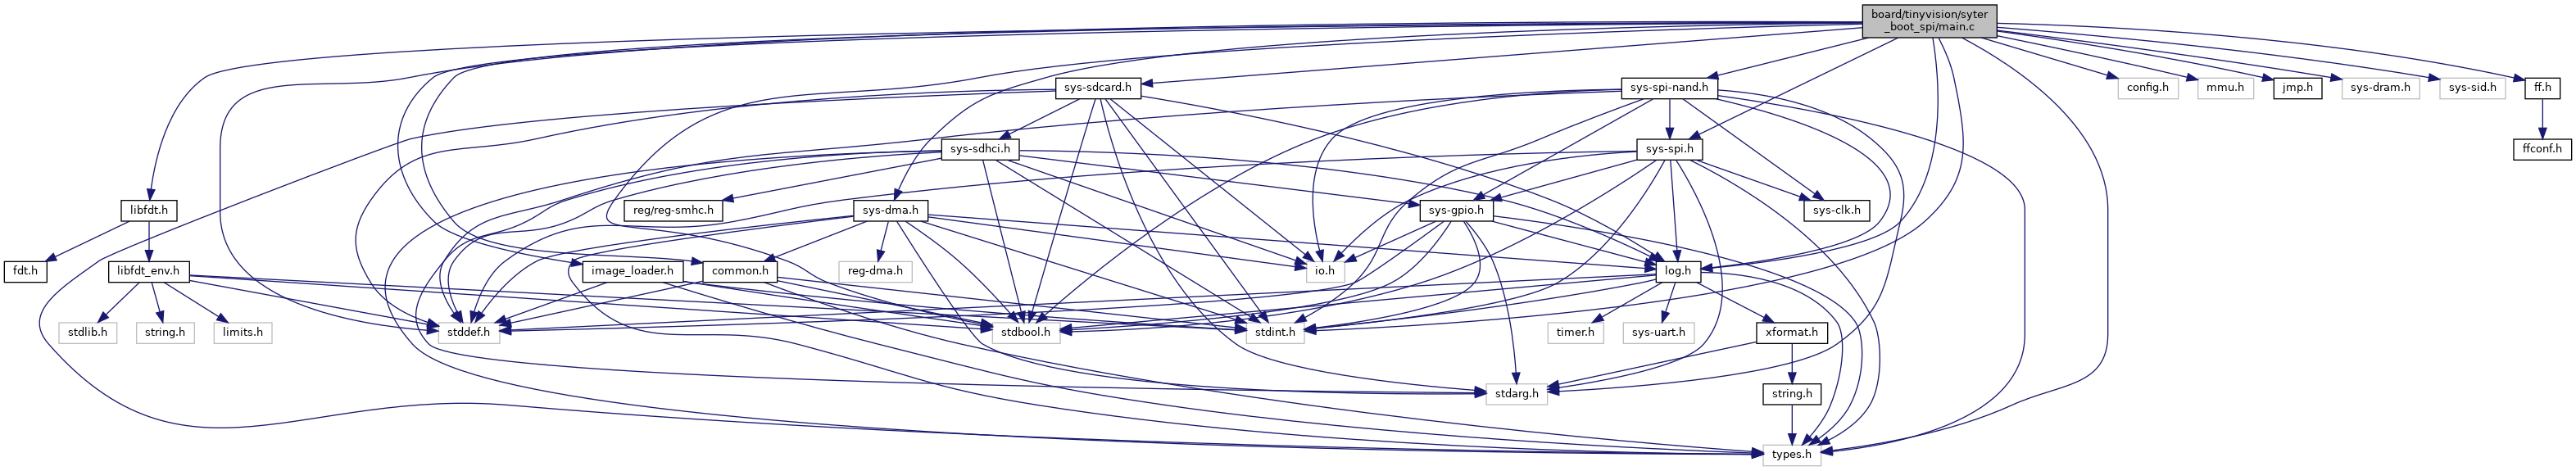 board/tinyvision/syter
_boot_spi/main.c
sys-sdcard.h
sys-spi-nand.h
config.h
mmu.h
jmp.h
sys-dram.h
sys-sid.h
ff.h
sys-sdhci.h
sys-spi.h
ffconf.h
libfdt.h
reg/reg-smhc.h
sys-dma.h
sys-gpio.h
sys-clk.h
fdt.h
libfdt_env.h
image_loader.h
common.h
reg-dma.h
io.h
log.h
stdlib.h
string.h
limits.h
stddef.h
stdbool.h
stdint.h
timer.h
sys-uart.h
xformat.h
stdarg.h
string.h
types.h